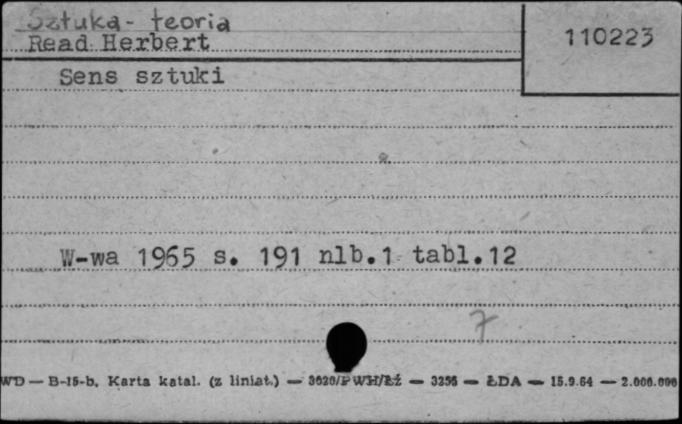 Sztuka - teoria
Read Herbert
110223
Sens sztuki
W-wa 1965 s. 191 nlb.1 tabl.12
7
WD — B-15-b. Karta katal. (z liniat.) — 3620/PWH/ŁŹ — 3256 — ŁDA — 15.9.64 — 2.000.000